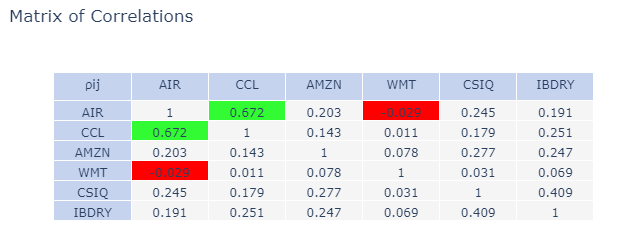 Matrix of Correlations
ρij AIR CCL AMZN WMT CSIQ IBDRY
AIR 1 0.672 0.203 -0.029 0.245 0.191
CCL 0.672 1 0.143 0.011 0.179 0.251
AMZN 0.203 0.143 1 0.078 0.277 0.247
WMT -0.029 0.011 0.078 1 0.031 0.069
CSIQ 0.245 0.179 0.277 0.031 1 0.409
IBDRY 0.191 0.251 0.247 0.069 0.409 1